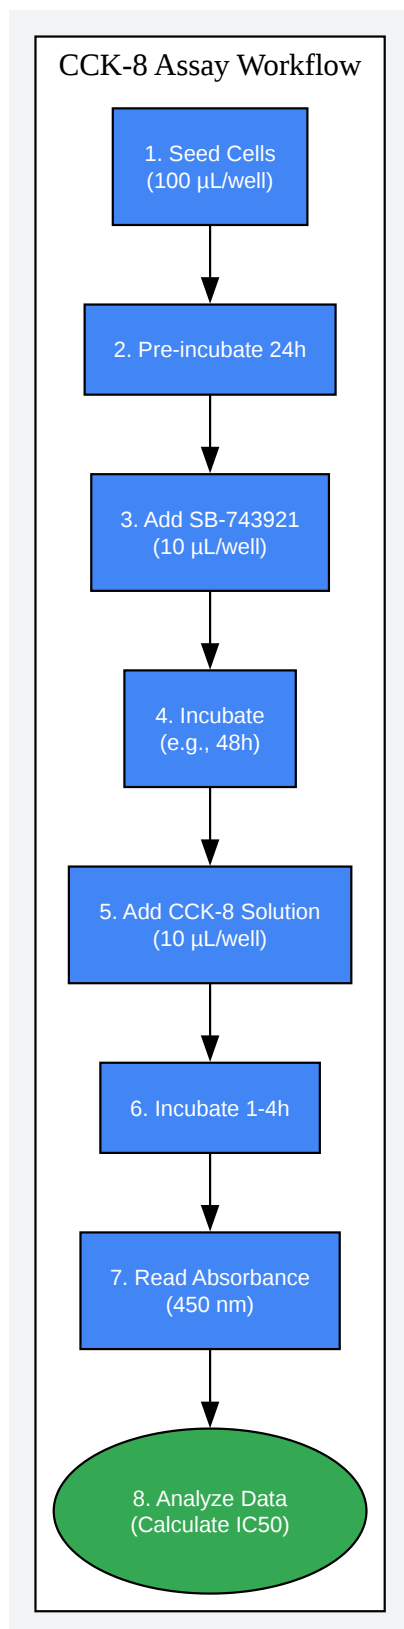 CCK-8 Assay Workflow
1. Seed Cells
(100 µL/well)
2. Pre-incubate 24h
3. Add SB-743921
(10 µL/well)
4. Incubate
(e.g., 48h)
5. Add CCK-8 Solution
(10 µL/well)
6. Incubate 1-4h
7. Read Absorbance
(450 nm)
8. Analyze Data
(Calculate IC50)